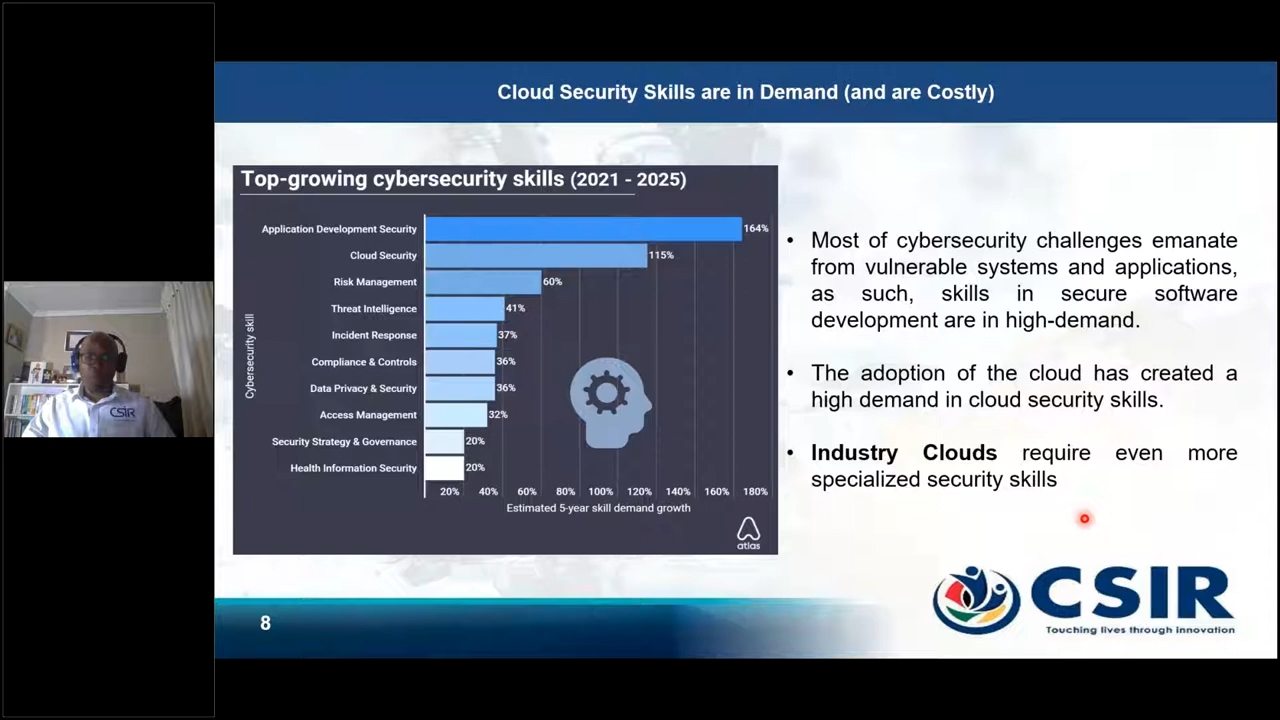 Cloud Security Skills are in Demand (and are Costly)
Top-growing cybersecurity skills (2021 - 2025)
Cybersecurity skill
Application Development Security 164%
Cloud Security 115%
Risk Management 60%
Threat Intelligence 41%
Incident Response 37%
Compliance & Controls 36%
Data Privacy & Security 36%
Access Management 32%
Security Strategy & Governance 20%
Health Information Security 20%
20% 40% 60% 80% 100% 120% 140% 160% 180%
Estimated 5-year skill demand growth
atlas
• Most of cybersecurity challenges emanate
from vulnerable systems and applications,
as such, skills in secure software
development are in high-demand.
• The adoption of the cloud has created a
high demand in cloud security skills.
• Industry Clouds require even more
specialized security skills
CSIR
Touching lives through innovation
8
CSIR